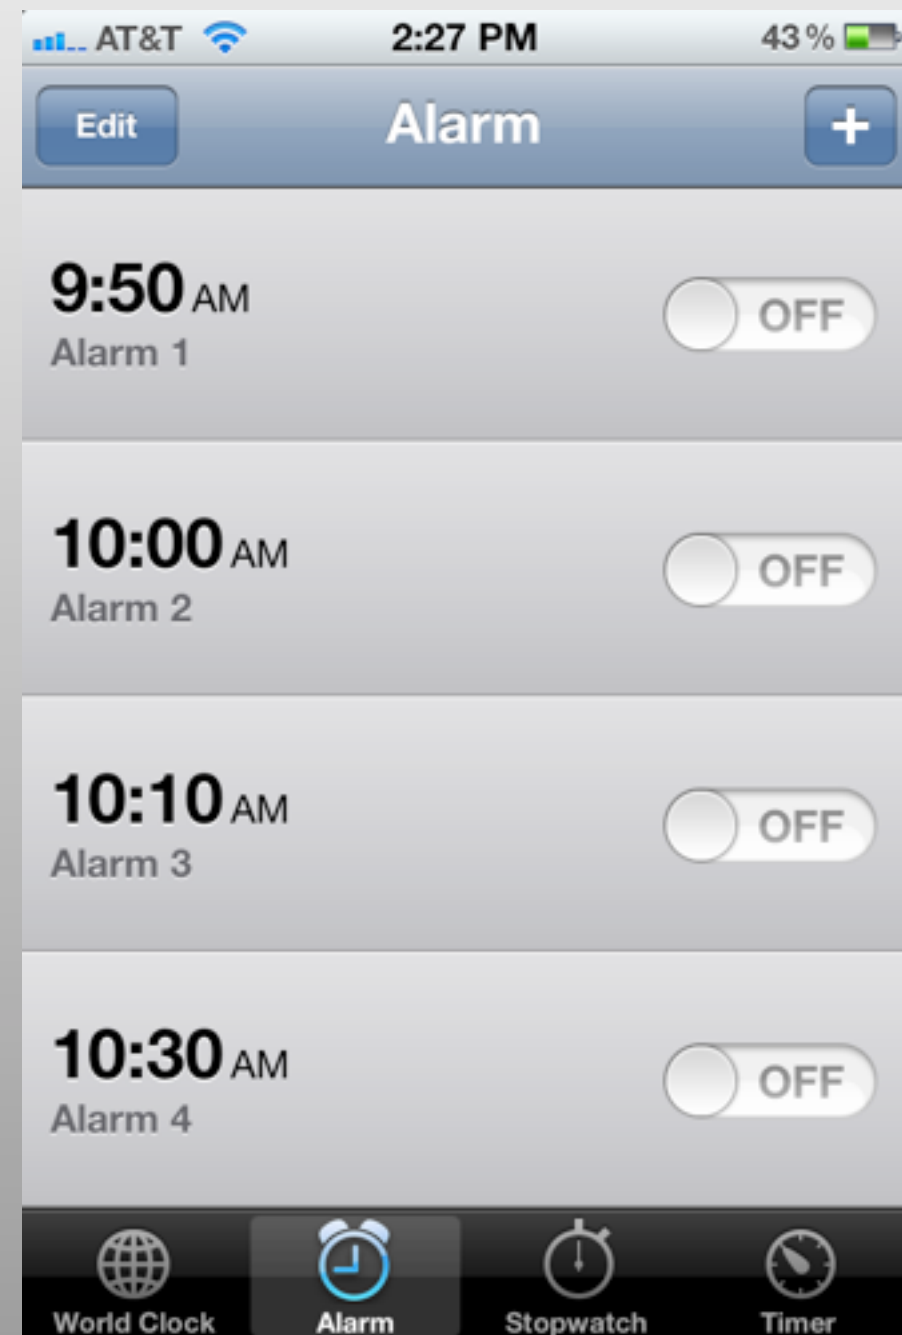 AT&T 2:27 PM 43%
Edit Alarm +
9:50 AM OFF
Alarm 1
10:00 AM OFF
Alarm 2
10:10 AM OFF
Alarm 3
10:30 AM OFF
Alarm 4
World Clock Alarm Stopwatch Timer